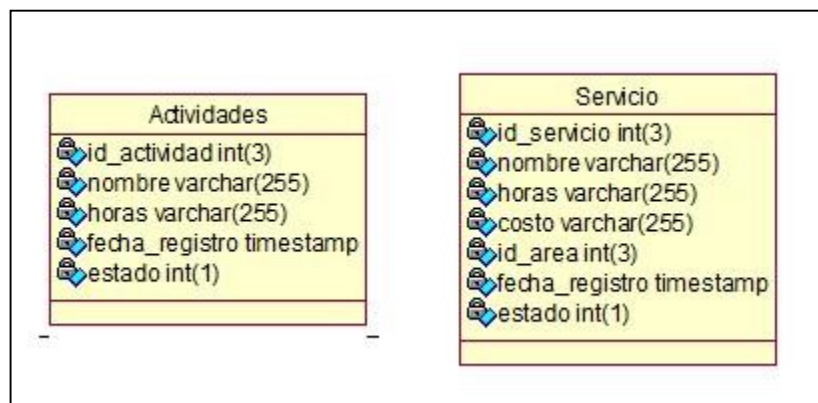 Actividades
id_actividad int(3)
nombre varchar(255)
horas varchar(255)
fecha_registro timestamp
estado int(1)
Servicio
id_servicio int(3)
nombre varchar(255)
horas varchar(255)
costo varchar(255)
id_area int(3)
fecha_registro timestamp
estado int(1)